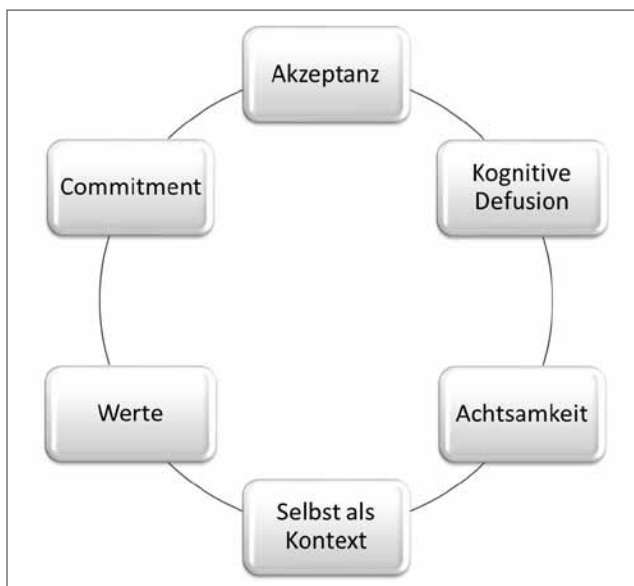 Akzeptanz
Kognitive
Defusion
Achtsamkeit
Selbst als
Kontext
Werte
Commitment